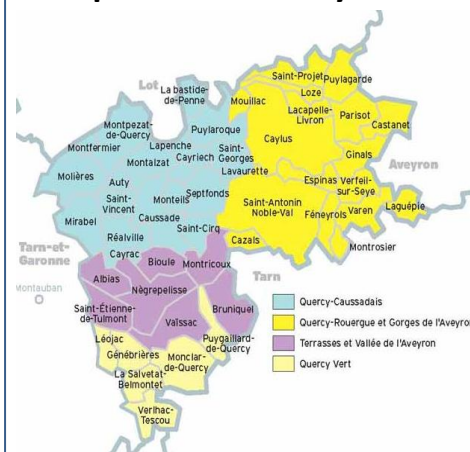 Lot
La bastide-
de-Penne
Saint-Projet
Puylagarde
Loze
Mouillac
Lacapelle-
Livron
Parisot
Castanet
Montpezat-
de-Quercy
Puylaroque
Caylus
Ginals
Montfermier
Lapenche
Saint-
Georges
Cayriech
Montalzat
Lavaurette
Aveyron
Molières
Auty
Septfonds
Espinas
Verfeil-
sur-Seye
Saint-
Vincent
Monteils
Saint-Antonin
Noble-Val
Varen
Laguépie
Féneyrols
Mirabel
Caussade
Saint-Cirq
Réalville
Cazals
Montrosier
Tarn-et-
Garonne
Cayrac
Bioule
Montricoux
Tarn
Albias
Montauban
Nègrepelisse
Bruniquel
Saint-Étienne-
de-Tulmont
Vaïssac
Léojac
Puygaillard-
de-Quercy
Génébrières
Monclar-
de-Quercy
La Salvetat-
Belmontet
Verlhac-
Tescou
Quercy-Caussadais
Quercy-Rouergue et Gorges de l'Aveyro
Terrasses et Vallée de l'Aveyron
Quercy Vert